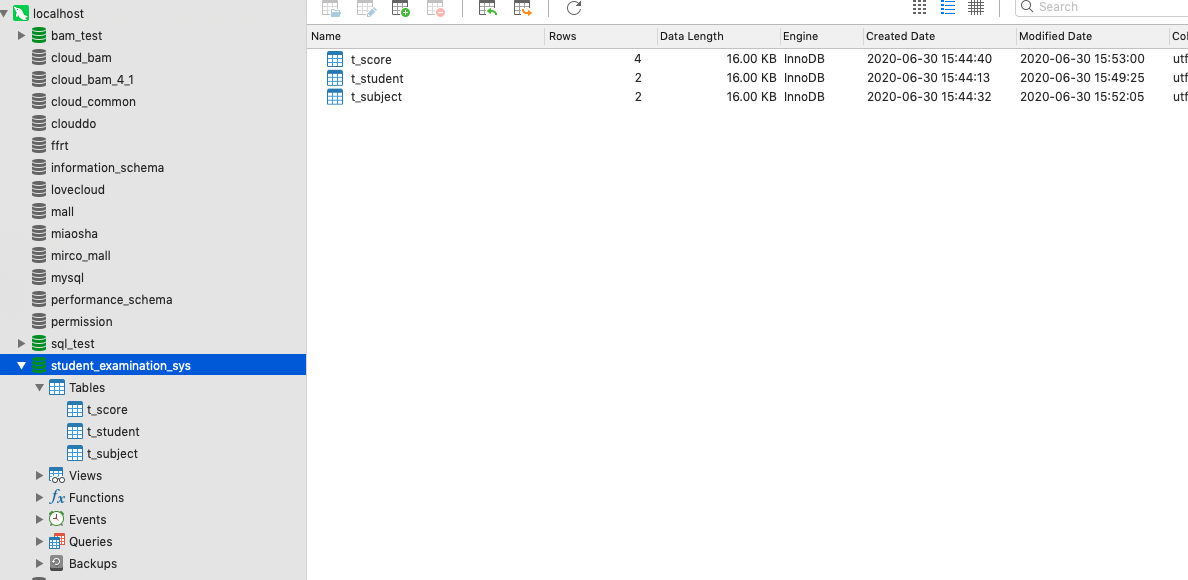 localhost
bam_test
cloud_bam
cloud_bam_4_1
cloud_common
clouddo
ffrt
information_schema
lovecloud
mall
miaosha
mirco_mall
mysql
performance_schema
permission
sql_test
student_examination_sys
Tables
t_score
t_student
t_subject
Views
fx Functions
Events
Queries
Backups
Search
Name Rows Data Length Engine Created Date Modified Date Col
t_score 4 16.00 KB InnoDB 2020-06-30 15:44:40 2020-06-30 15:53:00 utf
t_student 2 16.00 KB InnoDB 2020-06-30 15:44:13 2020-06-30 15:49:25 utf
t_subject 2 16.00 KB InnoDB 2020-06-30 15:44:32 2020-06-30 15:52:05 utf